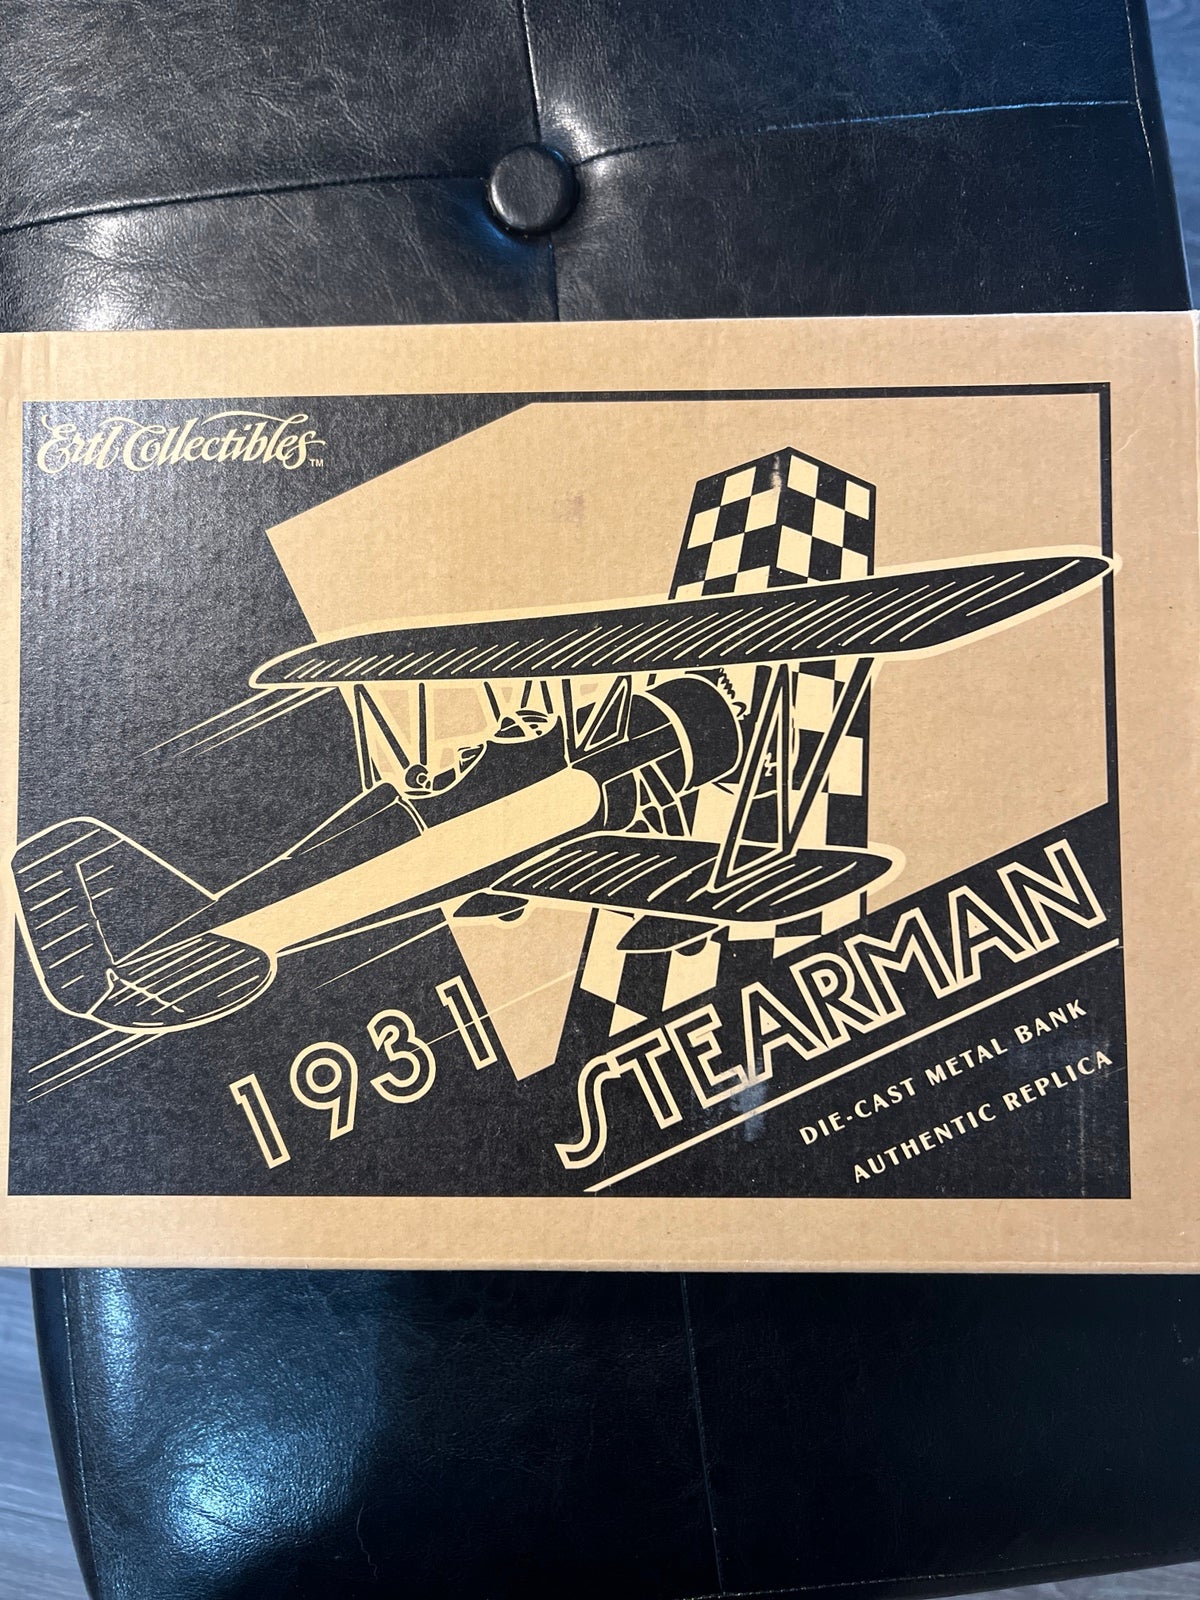 Ertl Collectibles™
1931
STEARMAN
DIE-CAST METAL BANK
AUTHENTIC REPLICA